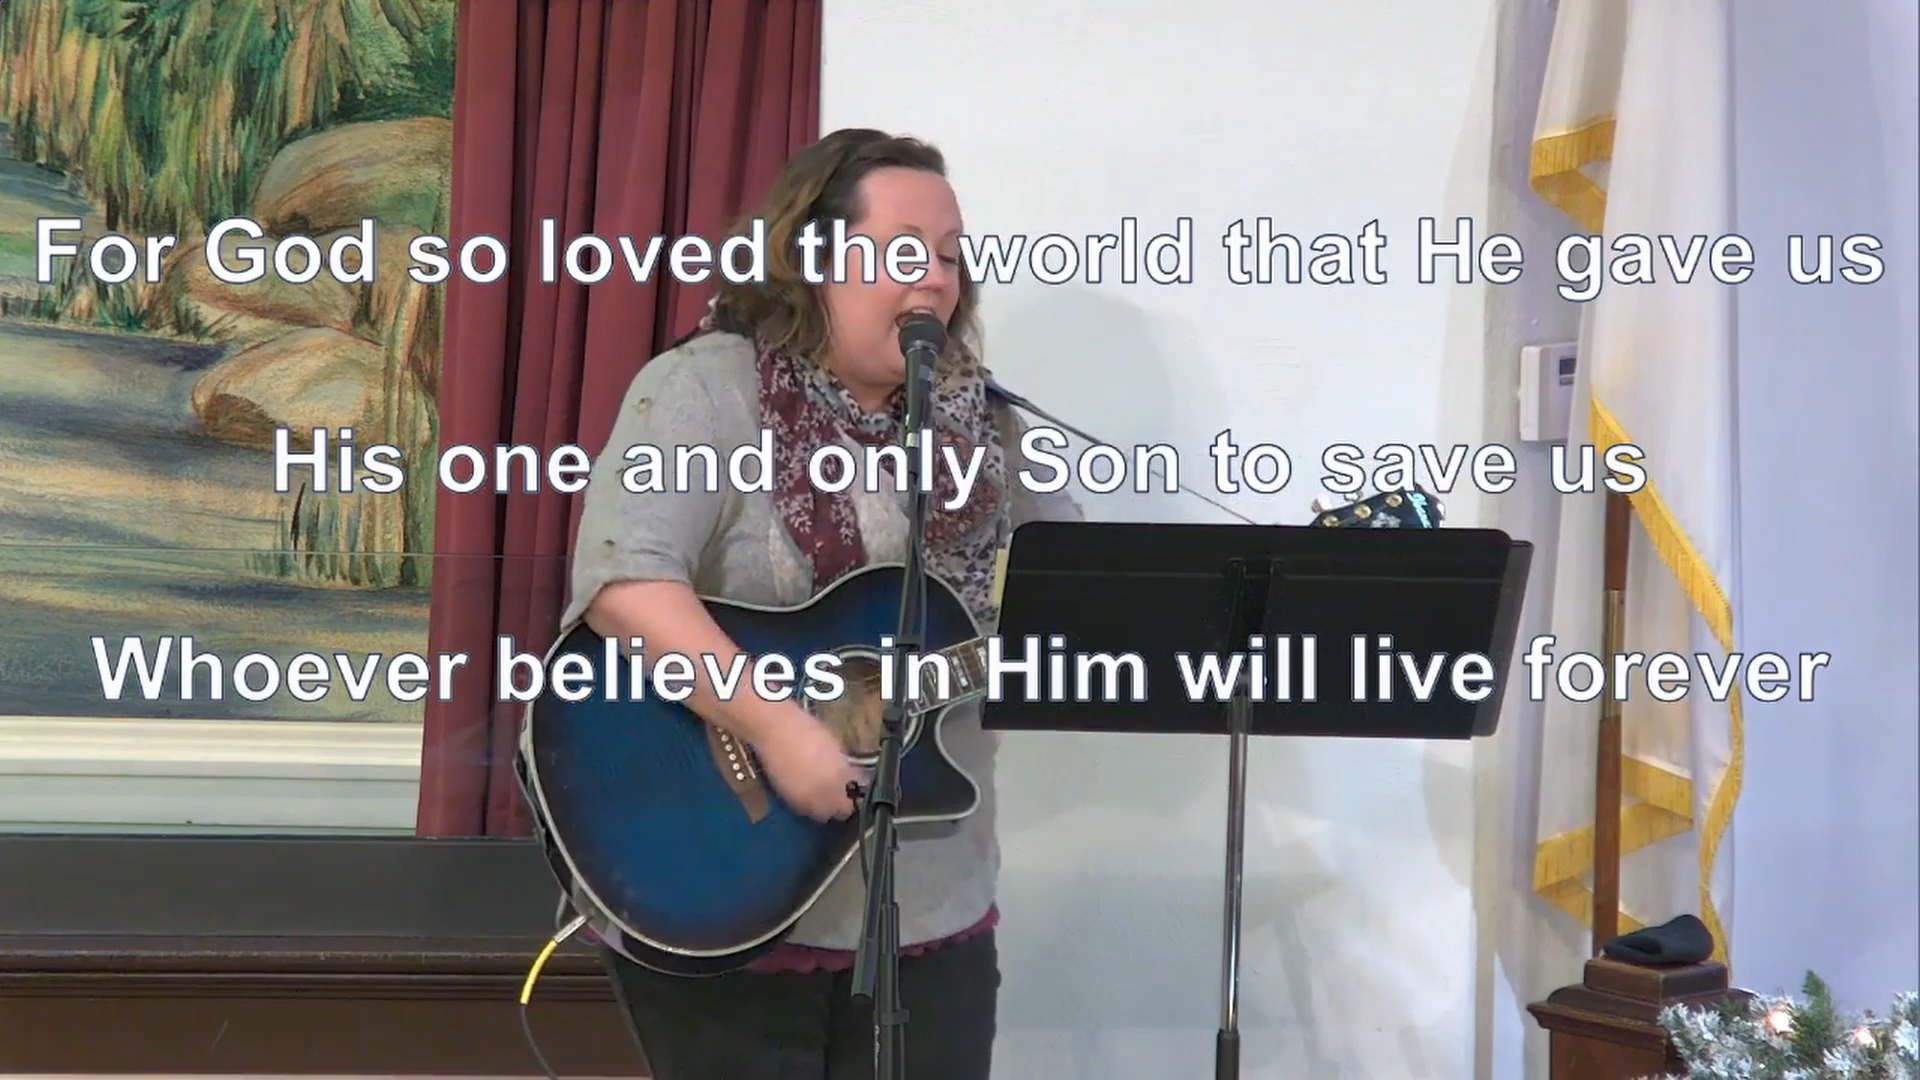 For God so loved the world that He gave us
His one and only Son to save us
Whoever believes in Him will live forever